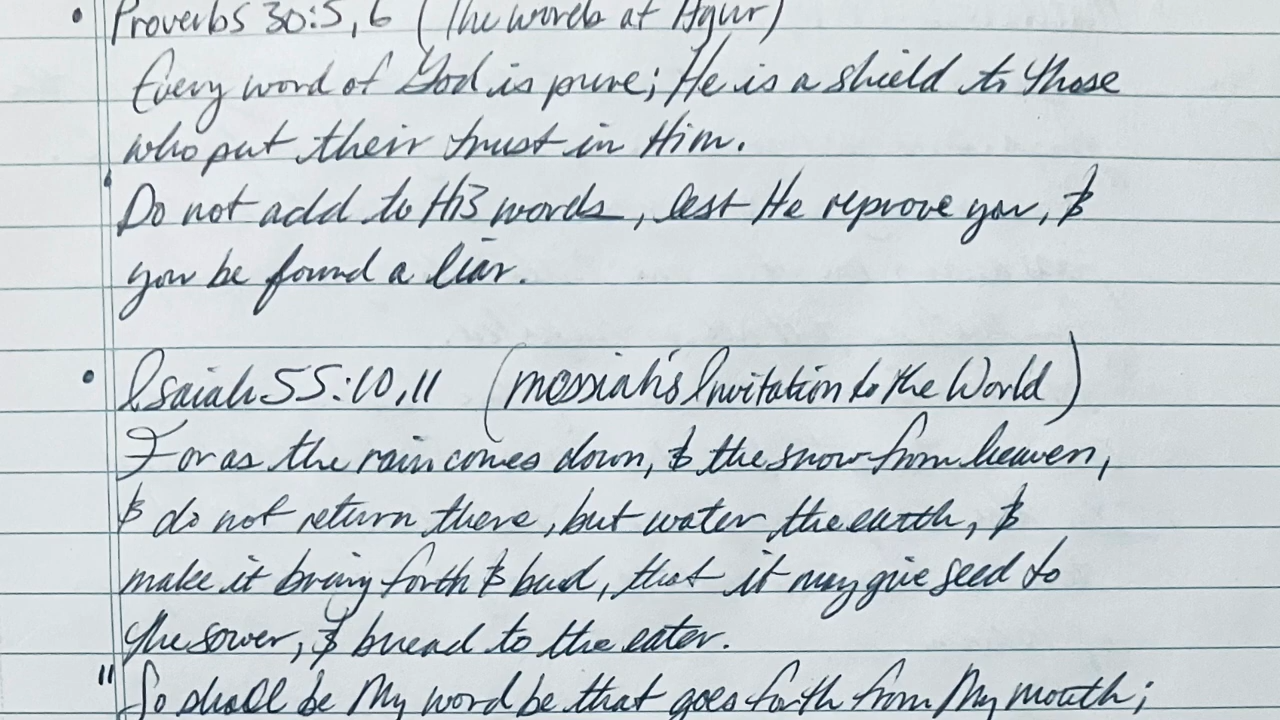 • Proverbs 30:5,6 (The words at Agur)
Every word of God is pure; He is a shield to those
who put their trust in Him.
Do not add to His words, lest He reprove you, &
you be found a liar.
• Isaiah 55:10,11 (Messiah's Invitation to the World)
For as the rain comes down, & the snow from heaven,
& do not return there, but water the earth, &
make it bring forth & bud, that it may give seed to
the sower, & bread to the eater.
" So shall be My word be that goes forth from My mouth;